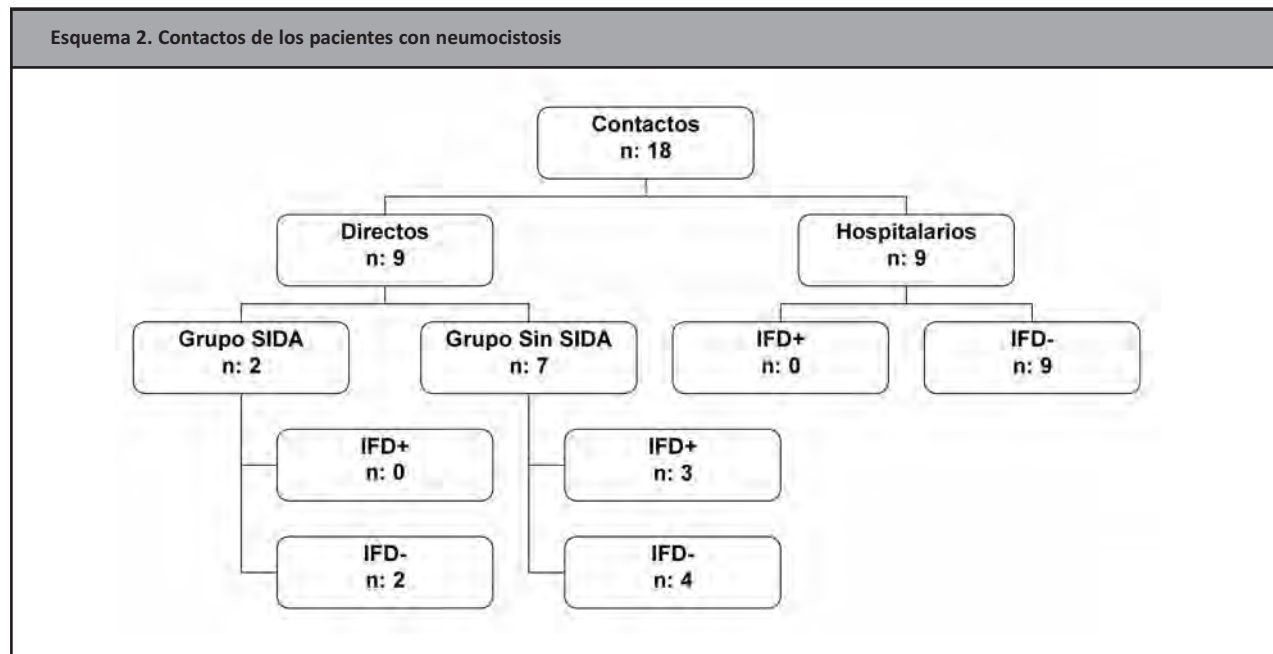 Esquema 2. Contactos de los pacientes con neumocistosis
Contactos
n: 18
Directos
n: 9
Hospitalarios
n: 9
Grupo SIDA
n: 2
Grupo Sin SIDA
n: 7
IFD+
n: 0
IFD-
n: 9
IFD+
n: 0
IFD+
n: 3
IFD-
n: 2
IFD-
n: 4